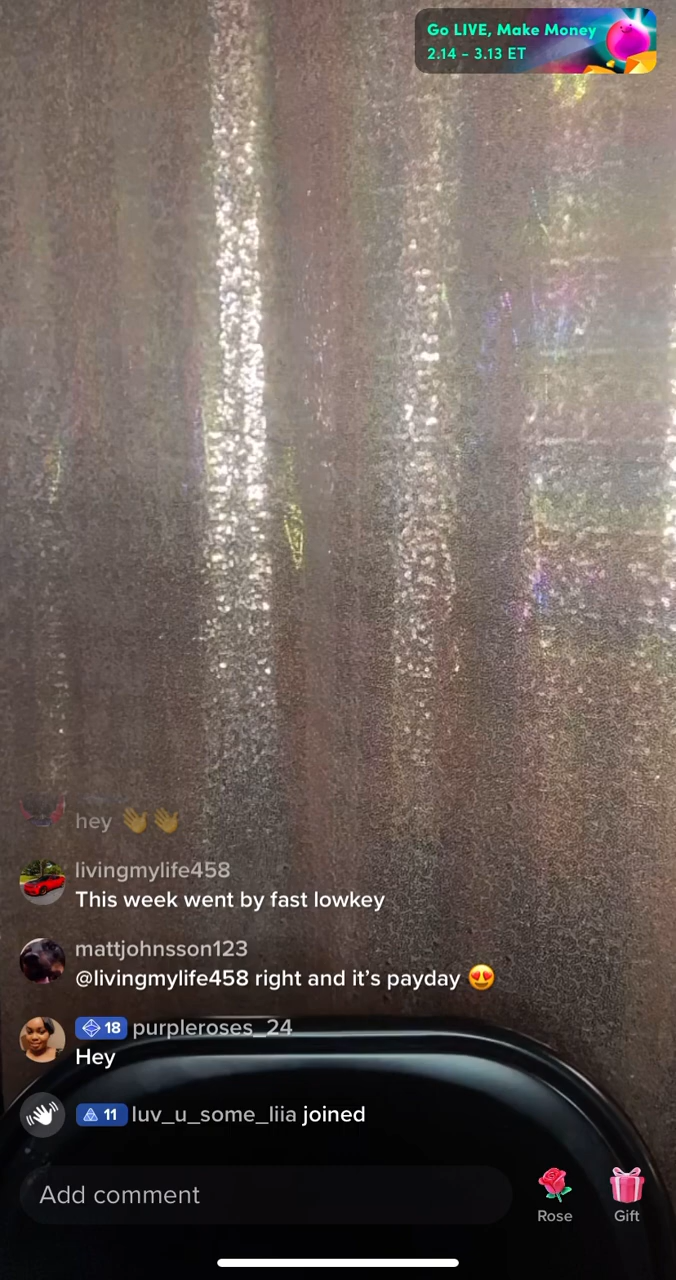 Go LIVE, Make Money
2.14 - 3.13 ET
hey 👋👋
livingmylife458
This week went by fast lowkey
mattjohnsson123
@livingmylife458 right and it’s payday 😍
18 purpleroses_24
Hey
11 luv_u_some_liia joined
Add comment
Rose
Gift